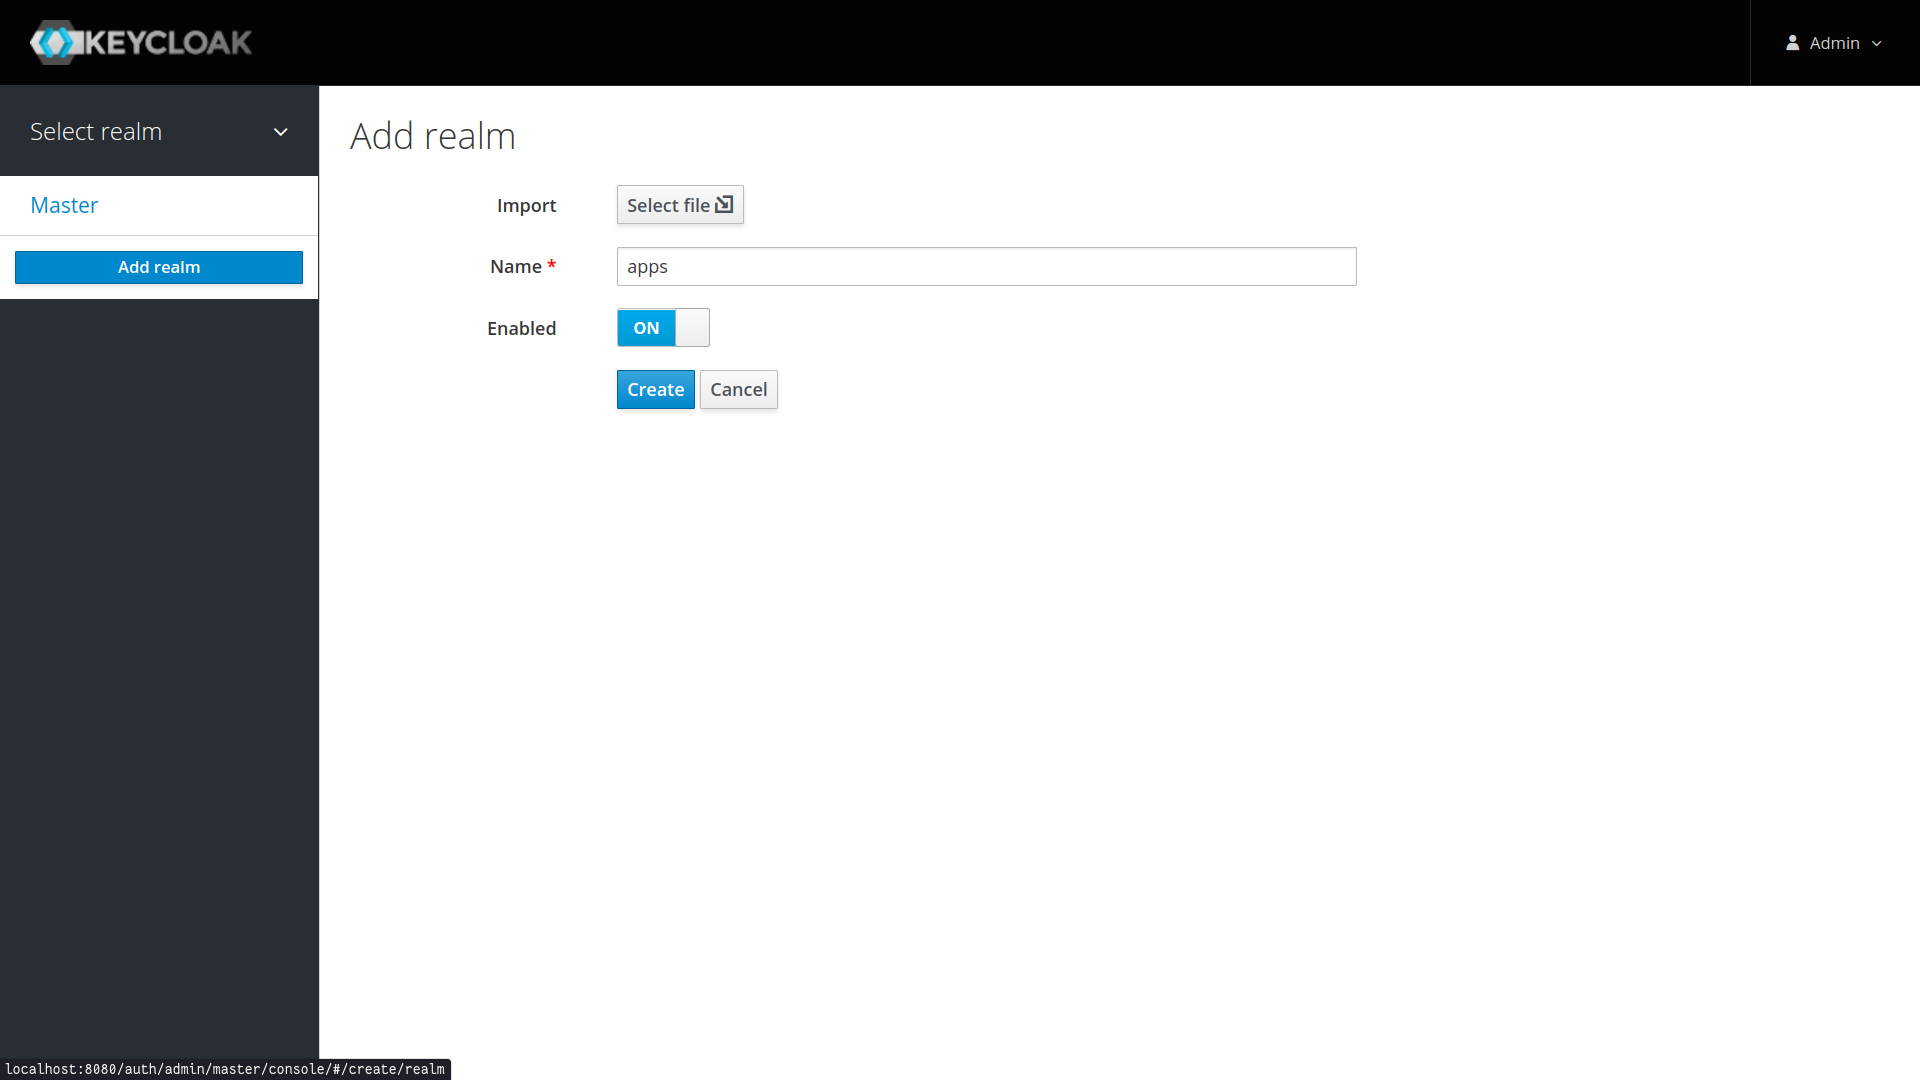 KEYCLOAK
Admin
Select realm
Master
Add realm
Add realm
Import Select file
Name * apps
Enabled ON
Create Cancel
localhost:8080/auth/admin/master/console/#/create/realm